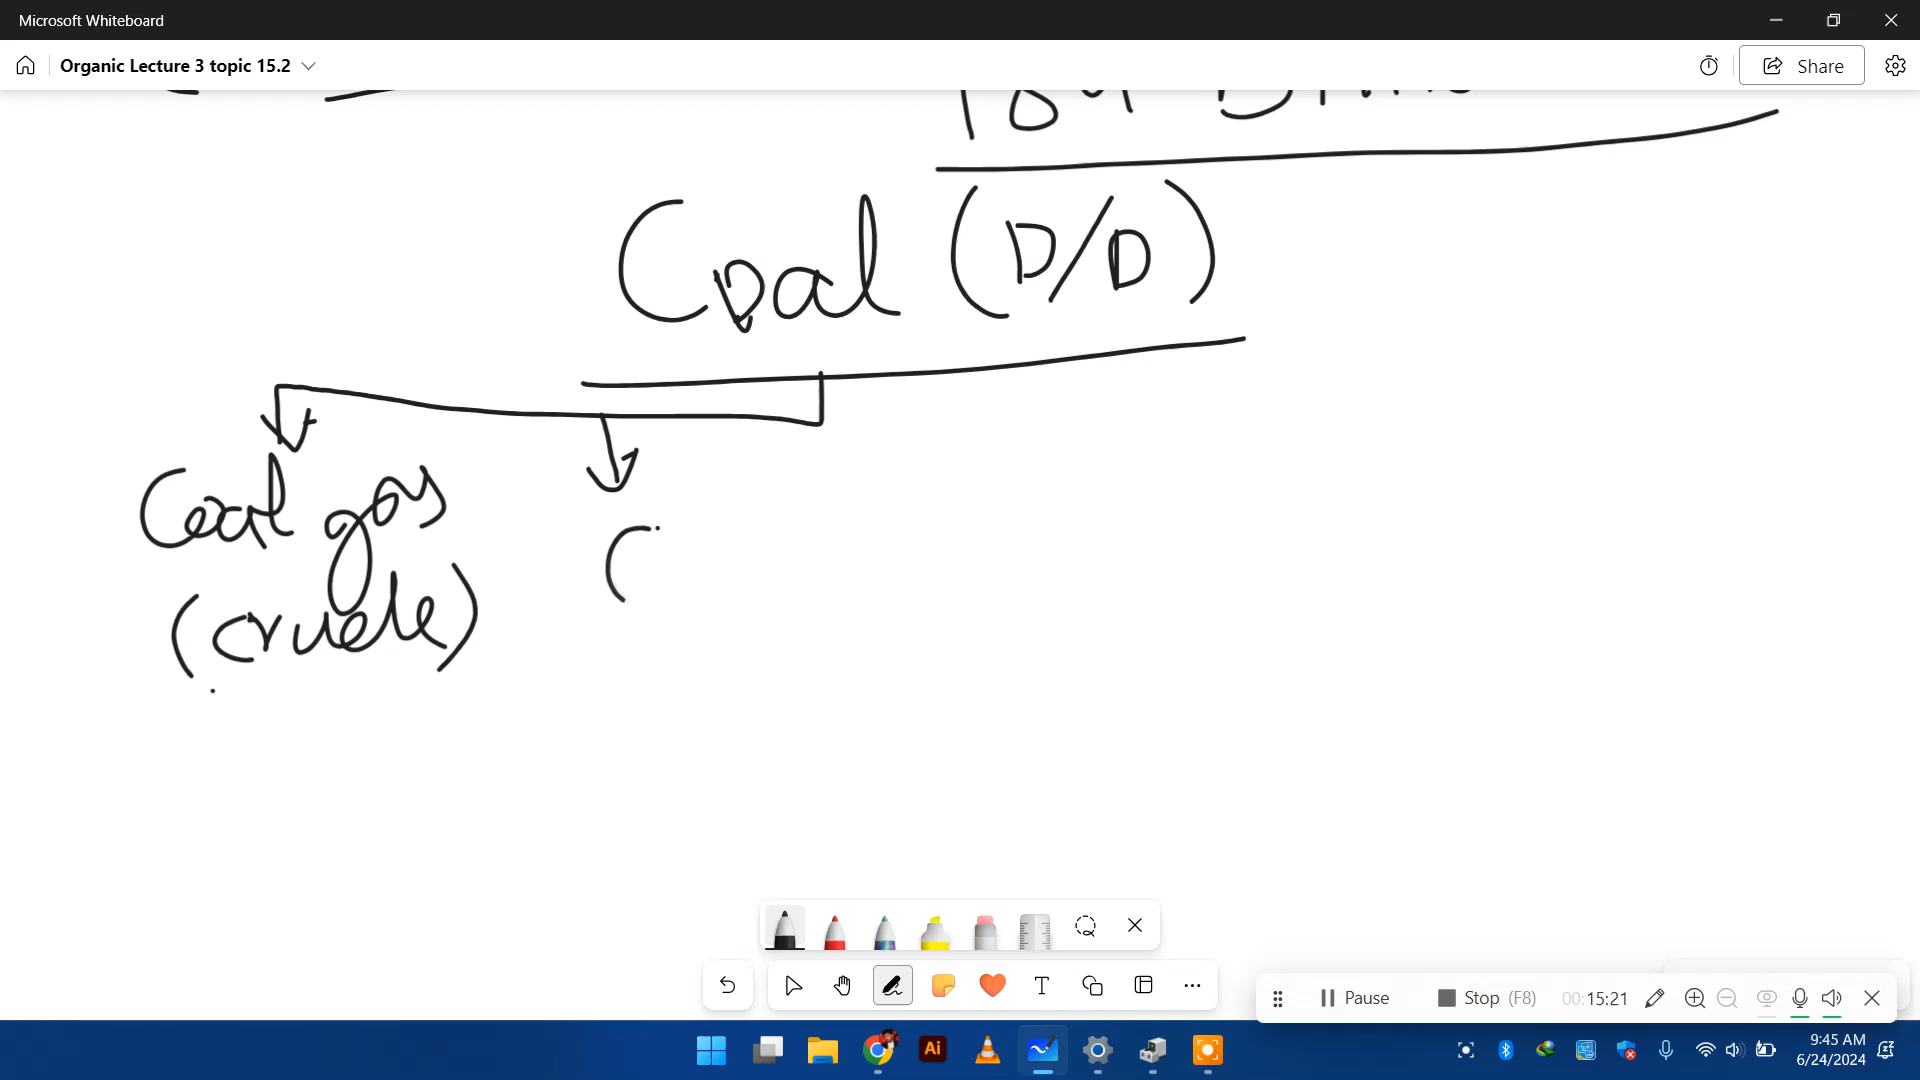 Microsoft Whiteboard
Organic Lecture 3 topic 15.2
Share
Coal (D/D)
Coal gas
(crude)
C
T
Pause
Stop (F8)
00:15:21
Ai
9:45 AM
6/24/2024